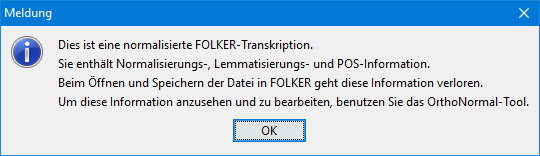 Meldung
Dies ist eine normalisierte FOLKER-Transkription.
Sie enthält Normalisierungs-, Lemmatisierungs- und POS-Information.
Beim Öffnen und Speichern der Datei in FOLKER geht diese Information verloren.
Um diese Information anzusehen und zu bearbeiten, benutzen Sie das OrthoNormal-Tool.
OK